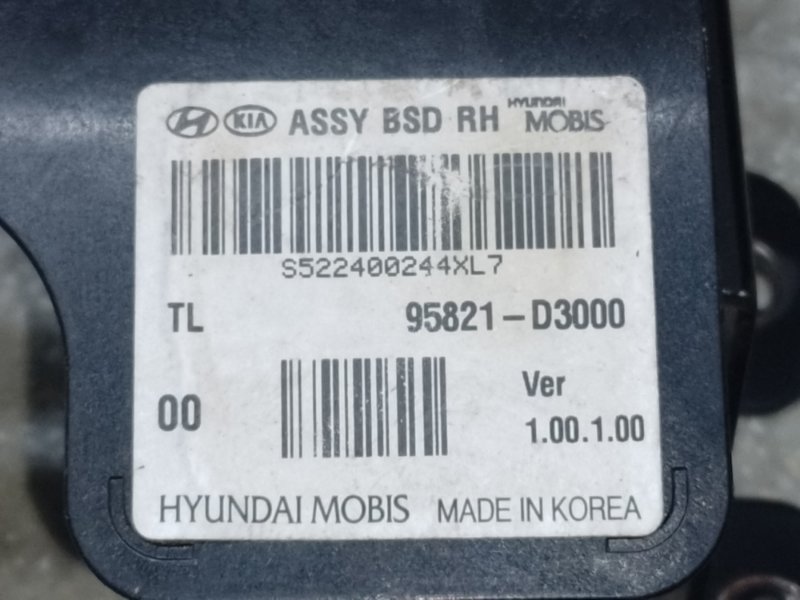 KIA ASSY BSD RH HYUNDAI MOBIS
S522400244XL7
TL 95821-D3000
00 Ver 1.00.1.00
HYUNDAI MOBIS MADE IN KOREA